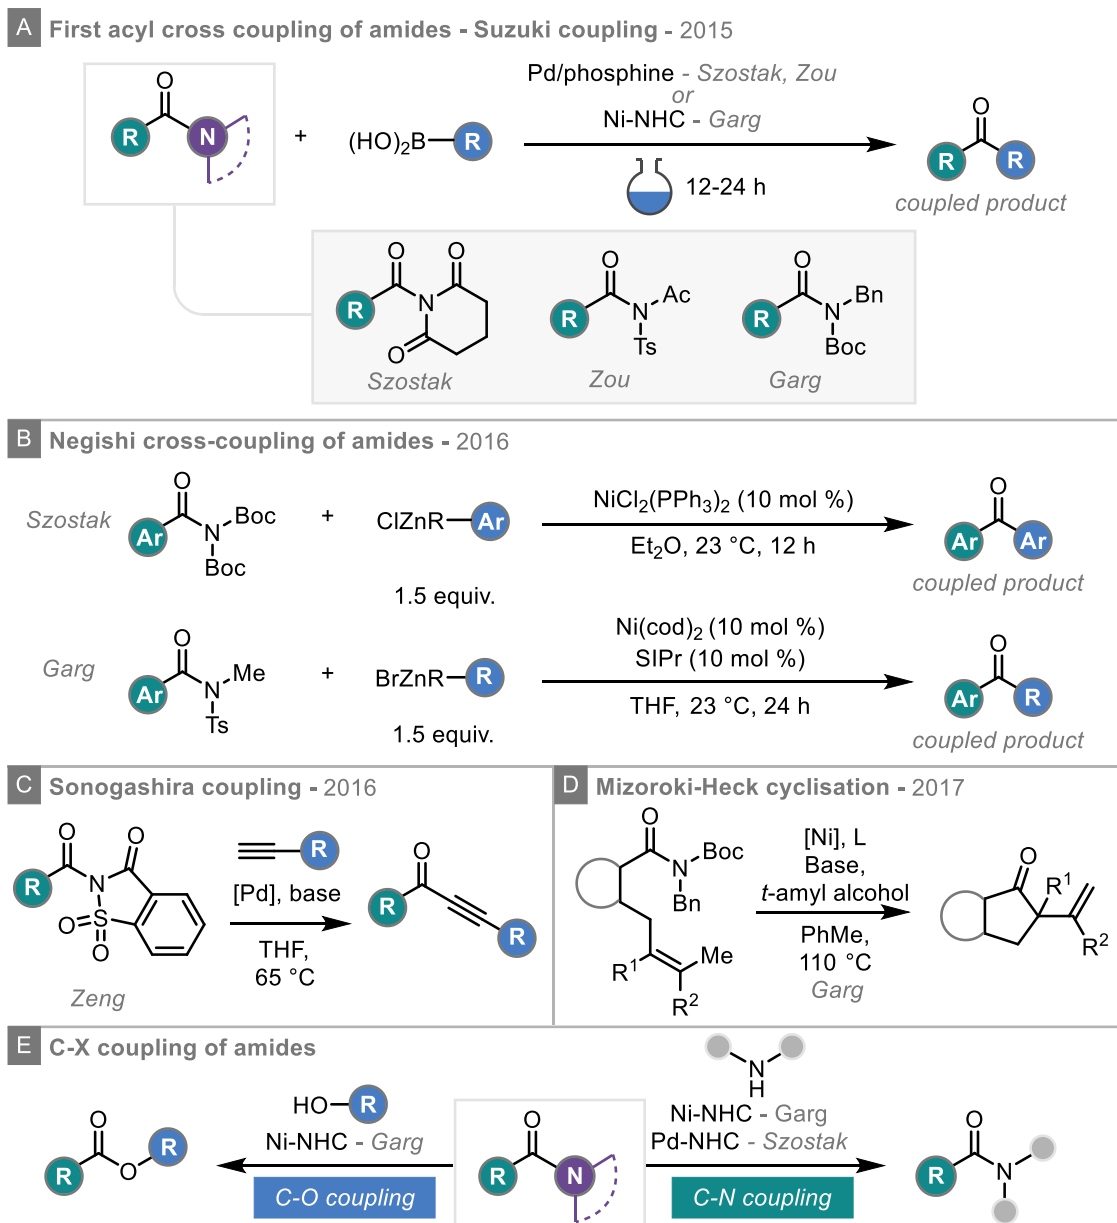 A First acyl cross coupling of amides - Suzuki coupling - 2015
O
R N
+
(HO)₂B R
Pd/phosphine - Szostak, Zou
or
Ni-NHC - Garg
12-24 h
O
R R
coupled product
O O
R N
O
Szostak
O
R N Ac
Ts
Zou
O
R N Bn
Boc
Garg
B Negishi cross-coupling of amides - 2016
Szostak
O
Ar N Boc
Boc
+
ClZnR Ar
1.5 equiv.
NiCl₂(PPh₃)₂ (10 mol %)
Et₂O, 23 °C, 12 h
O
Ar Ar
coupled product
Garg
O
Ar N Me
Ts
+
BrZnR R
1.5 equiv.
Ni(cod)₂ (10 mol %)
SIPr (10 mol %)
THF, 23 °C, 24 h
O
Ar R
coupled product
C Sonogashira coupling - 2016
O O
R N
O S
O
Zeng
R
[Pd], base
THF,
65 °C
O
R
R
D Mizoroki-Heck cyclisation - 2017
O
N Boc
Bn
R¹ Me
R²
[Ni], L
Base,
t-amyl alcohol
PhMe,
110 °C
Garg
O
R¹
R²
E C-X coupling of amides
O
R O R
HO R
Ni-NHC - Garg
C-O coupling
O
R N
N
H
Ni-NHC - Garg
Pd-NHC - Szostak
C-N coupling
O
R N